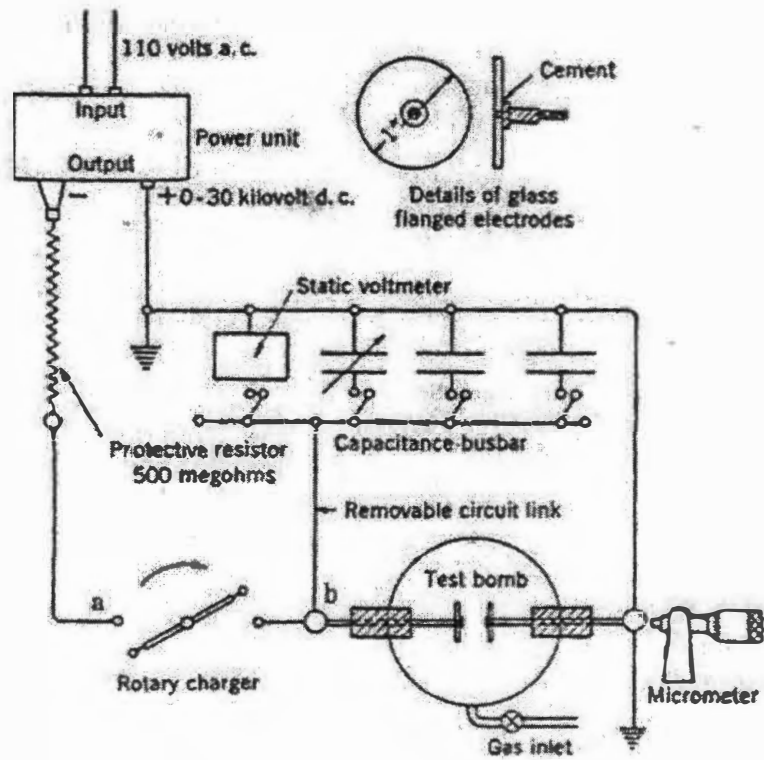 110 volts a.c.
Input
Power unit
Output
−
+0-30 kilovolt d.c.
Cement
1"
Details of glass
flanged electrodes
Static voltmeter
Protective resistor
500 megohms
Capacitance busbar
Removable circuit link
a
b
Test bomb
Rotary charger
Micrometer
Gas inlet